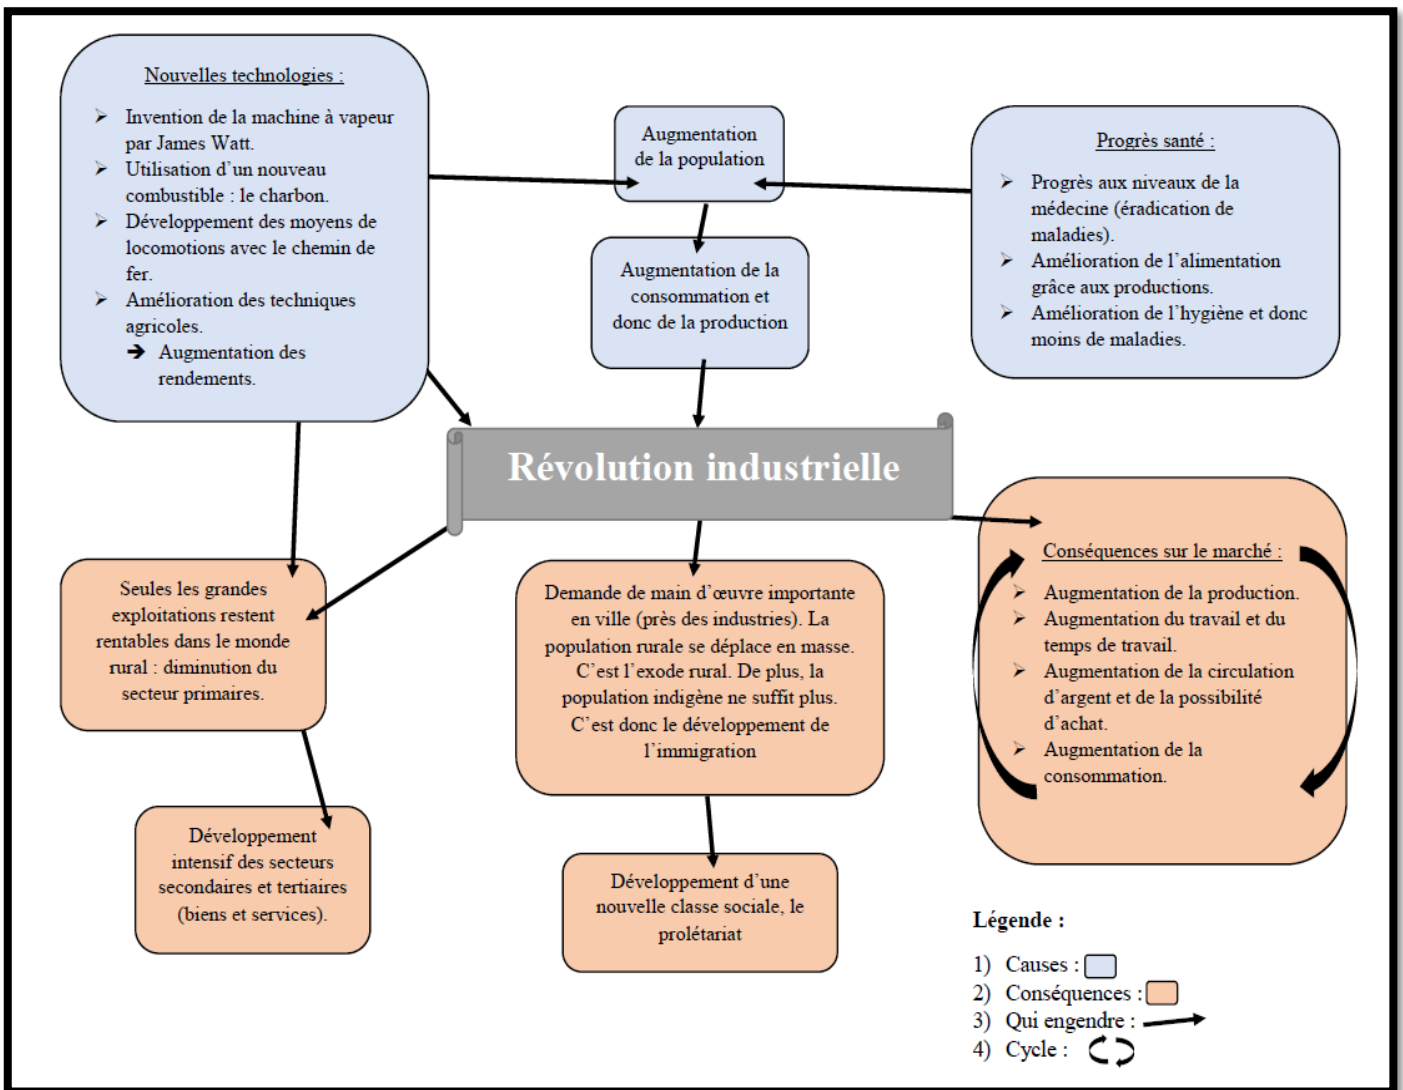 Nouvelles technologies :
➢ Invention de la machine à vapeur
par James Watt.
➢ Utilisation d’un nouveau
combustible : le charbon.
➢ Développement des moyens de
locomotions avec le chemin de
fer.
➢ Amélioration des techniques
agricoles.
➔ Augmentation des
rendements.
Augmentation
de la population
Progrès santé :
➢ Progrès aux niveaux de la
médecine (éradication de
maladies).
➢ Amélioration de l’alimentation
grâce aux productions.
➢ Amélioration de l’hygiène et donc
moins de maladies.
Augmentation de la
consommation et
donc de la production
Révolution industrielle
Seules les grandes
exploitations restent
rentables dans le monde
rural : diminution du
secteur primaires.
Demande de main d’œuvre importante
en ville (près des industries). La
population rurale se déplace en masse.
C’est l’exode rural. De plus, la
population indigène ne suffit plus.
C’est donc le développement de
l’immigration
Conséquences sur le marché :
➢ Augmentation de la production.
➢ Augmentation du travail et du
temps de travail.
➢ Augmentation de la circulation
d’argent et de la possibilité
d’achat.
➢ Augmentation de la
consommation.
Développement
intensif des secteurs
secondaires et tertiaires
(biens et services).
Développement d’une
nouvelle classe sociale, le
prolétariat
Légende :
1) Causes :
2) Conséquences :
3) Qui engendre :
4) Cycle :